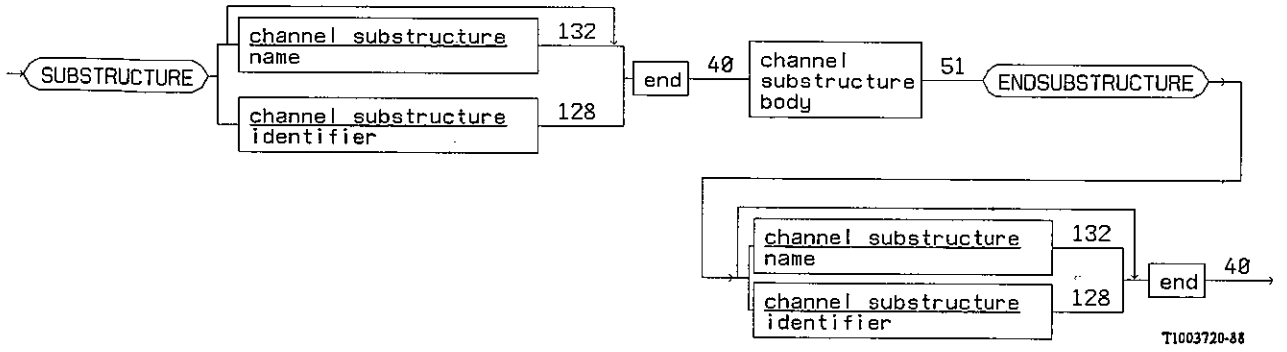 SUBSTRUCTURE
channel substructure
name
132
channel substructure
identifier
128
end
40
channel
substructure
body
51
ENDSUBSTRUCTURE
channel substructure
name
132
channel substructure
identifier
128
end
40
T1003720-88